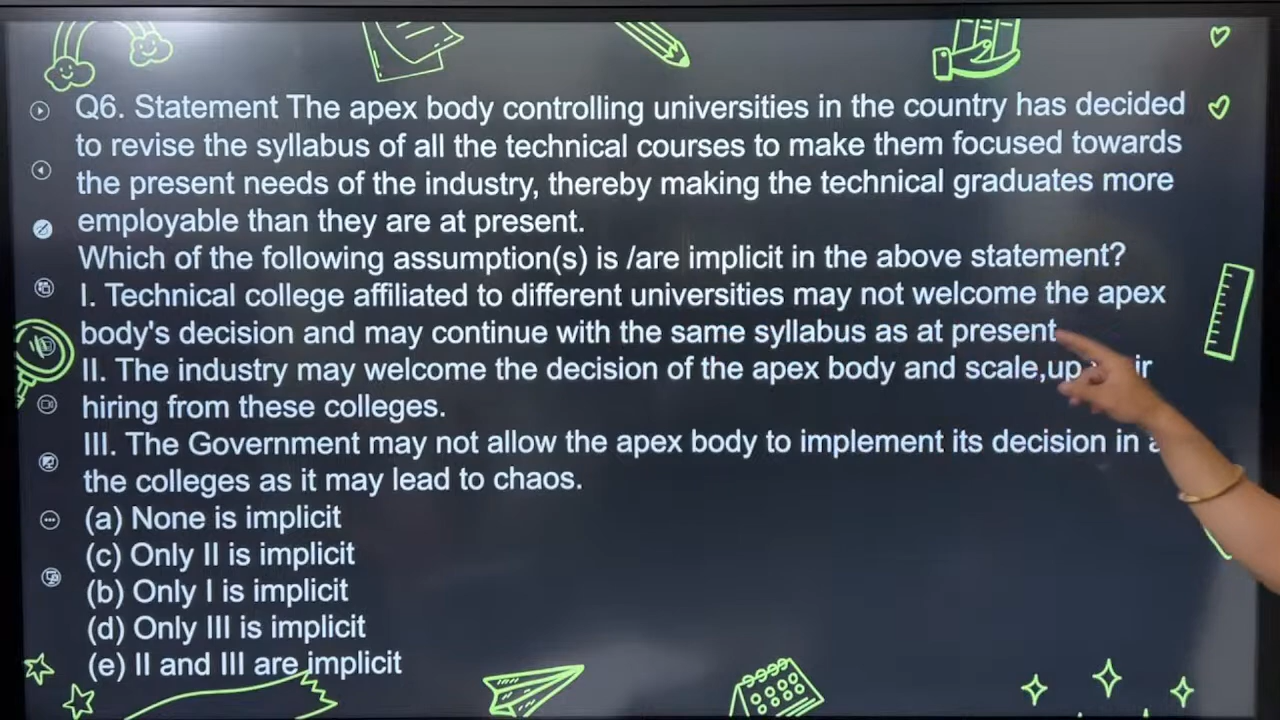 Q6. Statement The apex body controlling universities in the country has decided
to revise the syllabus of all the technical courses to make them focused towards
the present needs of the industry, thereby making the technical graduates more
employable than they are at present.
Which of the following assumption(s) is /are implicit in the above statement?
I. Technical college affiliated to different universities may not welcome the apex
body's decision and may continue with the same syllabus as at present
II. The industry may welcome the decision of the apex body and scale,up
hiring from these colleges.
III. The Government may not allow the apex body to implement its decision in
the colleges as it may lead to chaos.
(a) None is implicit
(c) Only II is implicit
(b) Only I is implicit
(d) Only III is implicit
(e) II and III are implicit